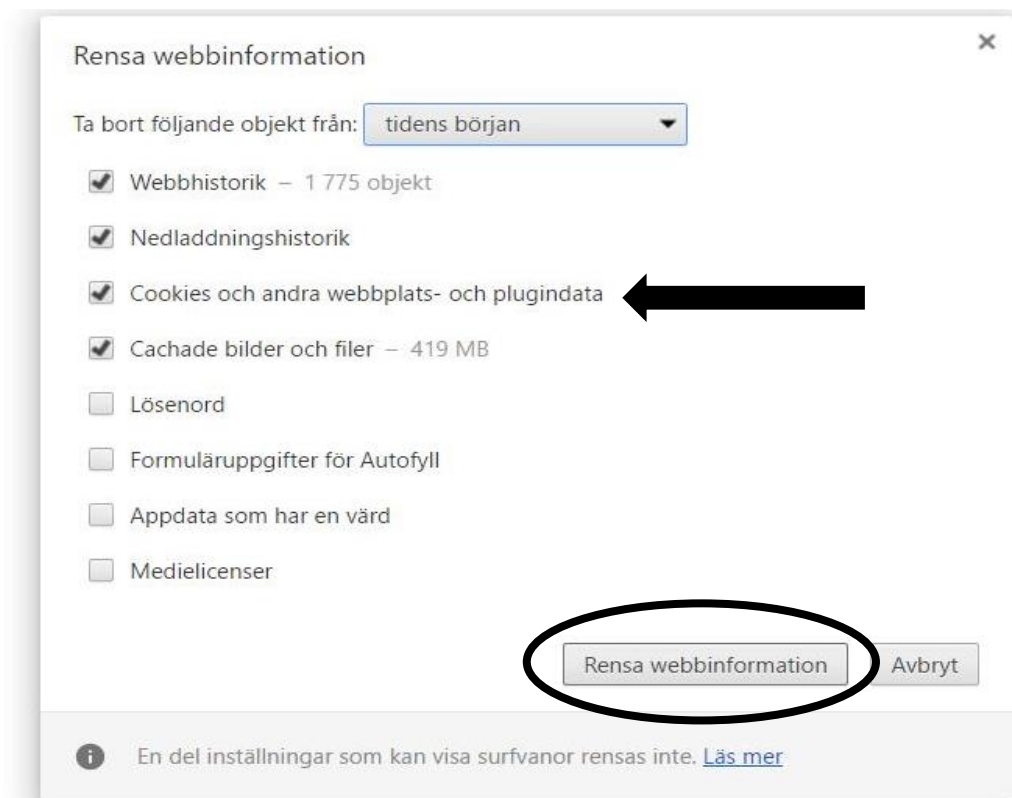 Rensa webbinformation
Ta bort följande objekt från: tidens början
Webbhistorik – 1 775 objekt
Nedladdningshistorik
Cookies och andra webbplats- och plugindata
Cachade bilder och filer – 419 MB
Lösenord
Formuläruppgifter för Autofyll
Appdata som har en värd
Medielicenser
Rensa webbinformation Avbryt
En del inställningar som kan visa surfvanor rensas inte. Läs mer